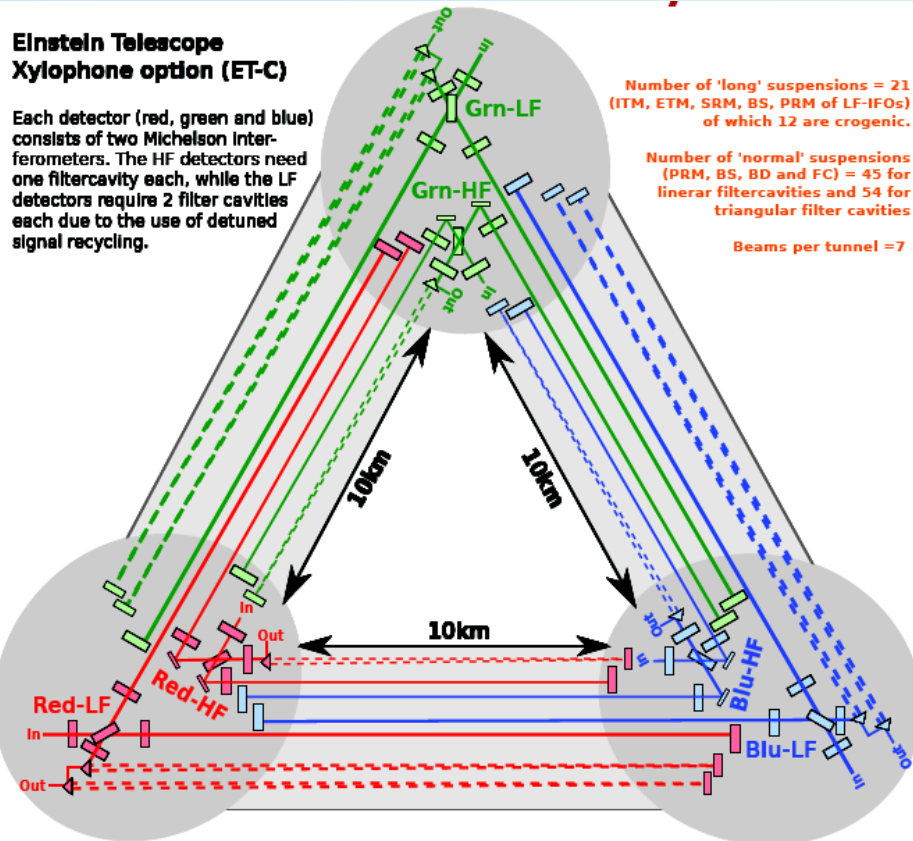 Einstein Telescope
Xylophone option (ET-C)
Each detector (red, green and blue)
consists of two Michelson inter-
ferometers. The HF detectors need
one filtercavity each, while the LF
detectors require 2 filter cavities
each due to the use of detuned
signal recycling.
Number of 'long' suspensions = 21
(ITM, ETM, SRM, BS, PRM of LF-IFOs)
of which 12 are crogenic.
Number of 'normal' suspensions
(PRM, BS, BD and FC) = 45 for
linerar filtercavities and 54 for
triangular filter cavities
Beams per tunnel =7
Out
In
Grn-LF
Grn-HF
Out
In
10km
10km
10km
In
Out
Red-HF
Red-LF
In
Out
Out
In
Blu-HF
Blu-LF
In
Out